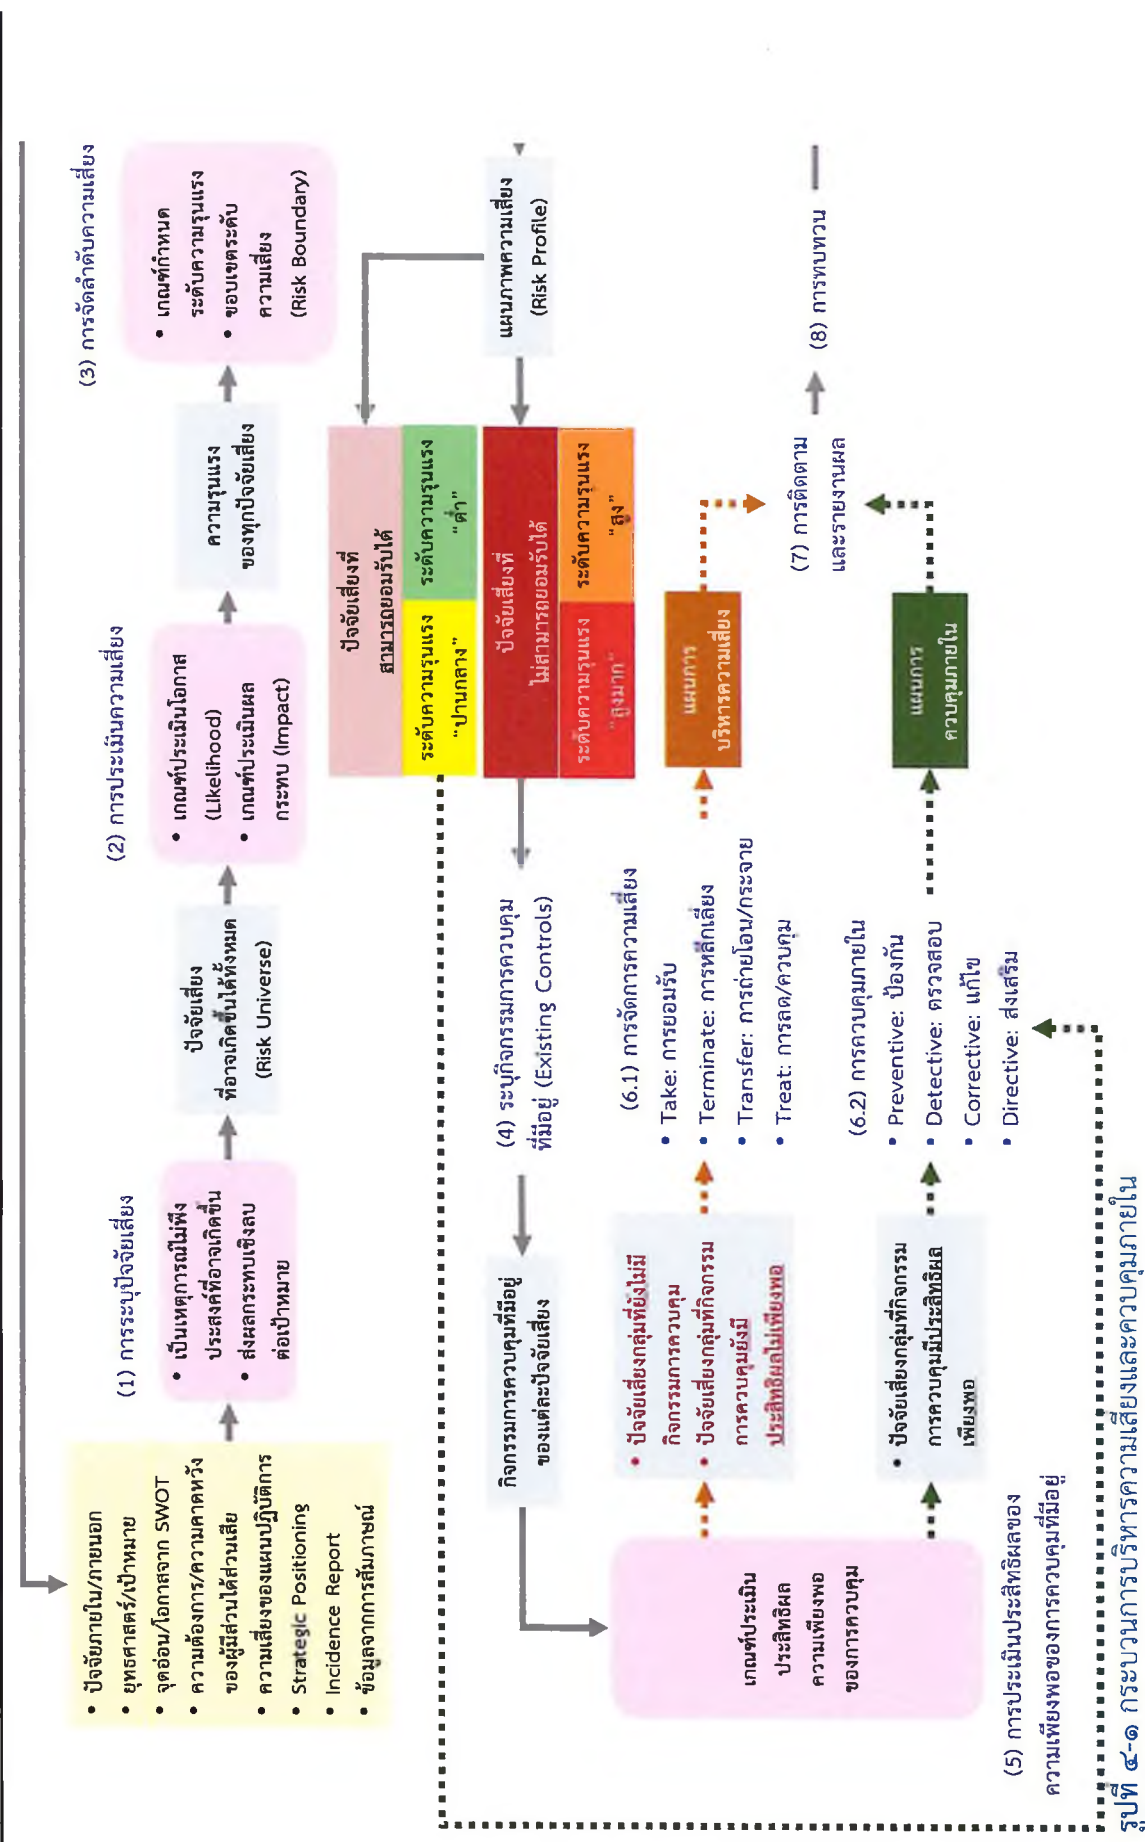 (1) การระบุปัจจัยเสี่ยง
(2) การประเมินความเสี่ยง
(3) การจัดลำดับความเสี่ยง
• ปัจจัยภายใน/ภายนอก
• ยุทธศาสตร์/เป้าหมาย
• จุดอ่อน/โอกาสจาก SWOT
• ความต้องการ/ความคาดหวัง
ของผู้มีส่วนได้ส่วนเสีย
• ความเสี่ยงของแผนปฏิบัติการ
• Strategic Positioning
• Incidence Report
• ข้อมูลจากการสัมภาษณ์
• เป็นเหตุการณ์ไม่พึง
ประสงค์ที่อาจเกิดขึ้น
• ส่งผลกระทบเชิงลบ
ต่อเป้าหมาย
ปัจจัยเสี่ยง
ที่อาจเกิดขึ้นได้ทั้งหมด
(Risk Universe)
• เกณฑ์ประเมินโอกาส
(Likelihood)
• เกณฑ์ประเมินผล
กระทบ (Impact)
ความรุนแรง
ของทุกปัจจัยเสี่ยง
• เกณฑ์กำหนด
ระดับความรุนแรง
• ขอบเขตระดับ
ความเสี่ยง
(Risk Boundary)
แผนภาพความเสี่ยง
(Risk Profile)
ปัจจัยเสี่ยงที่
สามารถยอมรับได้
ระดับความรุนแรง
"ปานกลาง"
ระดับความรุนแรง
"ต่ำ"
ปัจจัยเสี่ยงที่
ไม่สามารถยอมรับได้
ระดับความรุนแรง
"สูงมาก"
ระดับความรุนแรง
"สูง"
(4) ระบุกิจกรรมการควบคุม
ที่มีอยู่ (Existing Controls)
กิจกรรมการควบคุมที่มีอยู่
ของแต่ละปัจจัยเสี่ยง
เกณฑ์ประเมิน
ประสิทธิผล
ความเพียงพอ
ของการควบคุม
(5) การประเมินประสิทธิผลของ
ความเพียงพอของการควบคุมที่มีอยู่
• ปัจจัยเสี่ยงกลุ่มที่ยังไม่มี
กิจกรรมการควบคุม
• ปัจจัยเสี่ยงกลุ่มที่กิจกรรม
การควบคุมยังมี
ประสิทธิผลไม่เพียงพอ
• ปัจจัยเสี่ยงกลุ่มที่กิจกรรม
การควบคุมมีประสิทธิผล
เพียงพอ
(6.1) การจัดการความเสี่ยง
• Take: การยอมรับ
• Terminate: การหลีกเลี่ยง
• Transfer: การถ่ายโอน/กระจาย
• Treat: การลด/ควบคุม
(6.2) การควบคุมภายใน
• Preventive: ป้องกัน
• Detective: ตรวจสอบ
• Corrective: แก้ไข
• Directive: ส่งเสริม
แผนการ
บริหารความเสี่ยง
แผนการ
ควบคุมภายใน
(7) การติดตาม
และรายงานผล
(8) การทบทวน
รูปที่ ๔-๑ กระบวนการบริหารความเสี่ยงและควบคุมภายใน